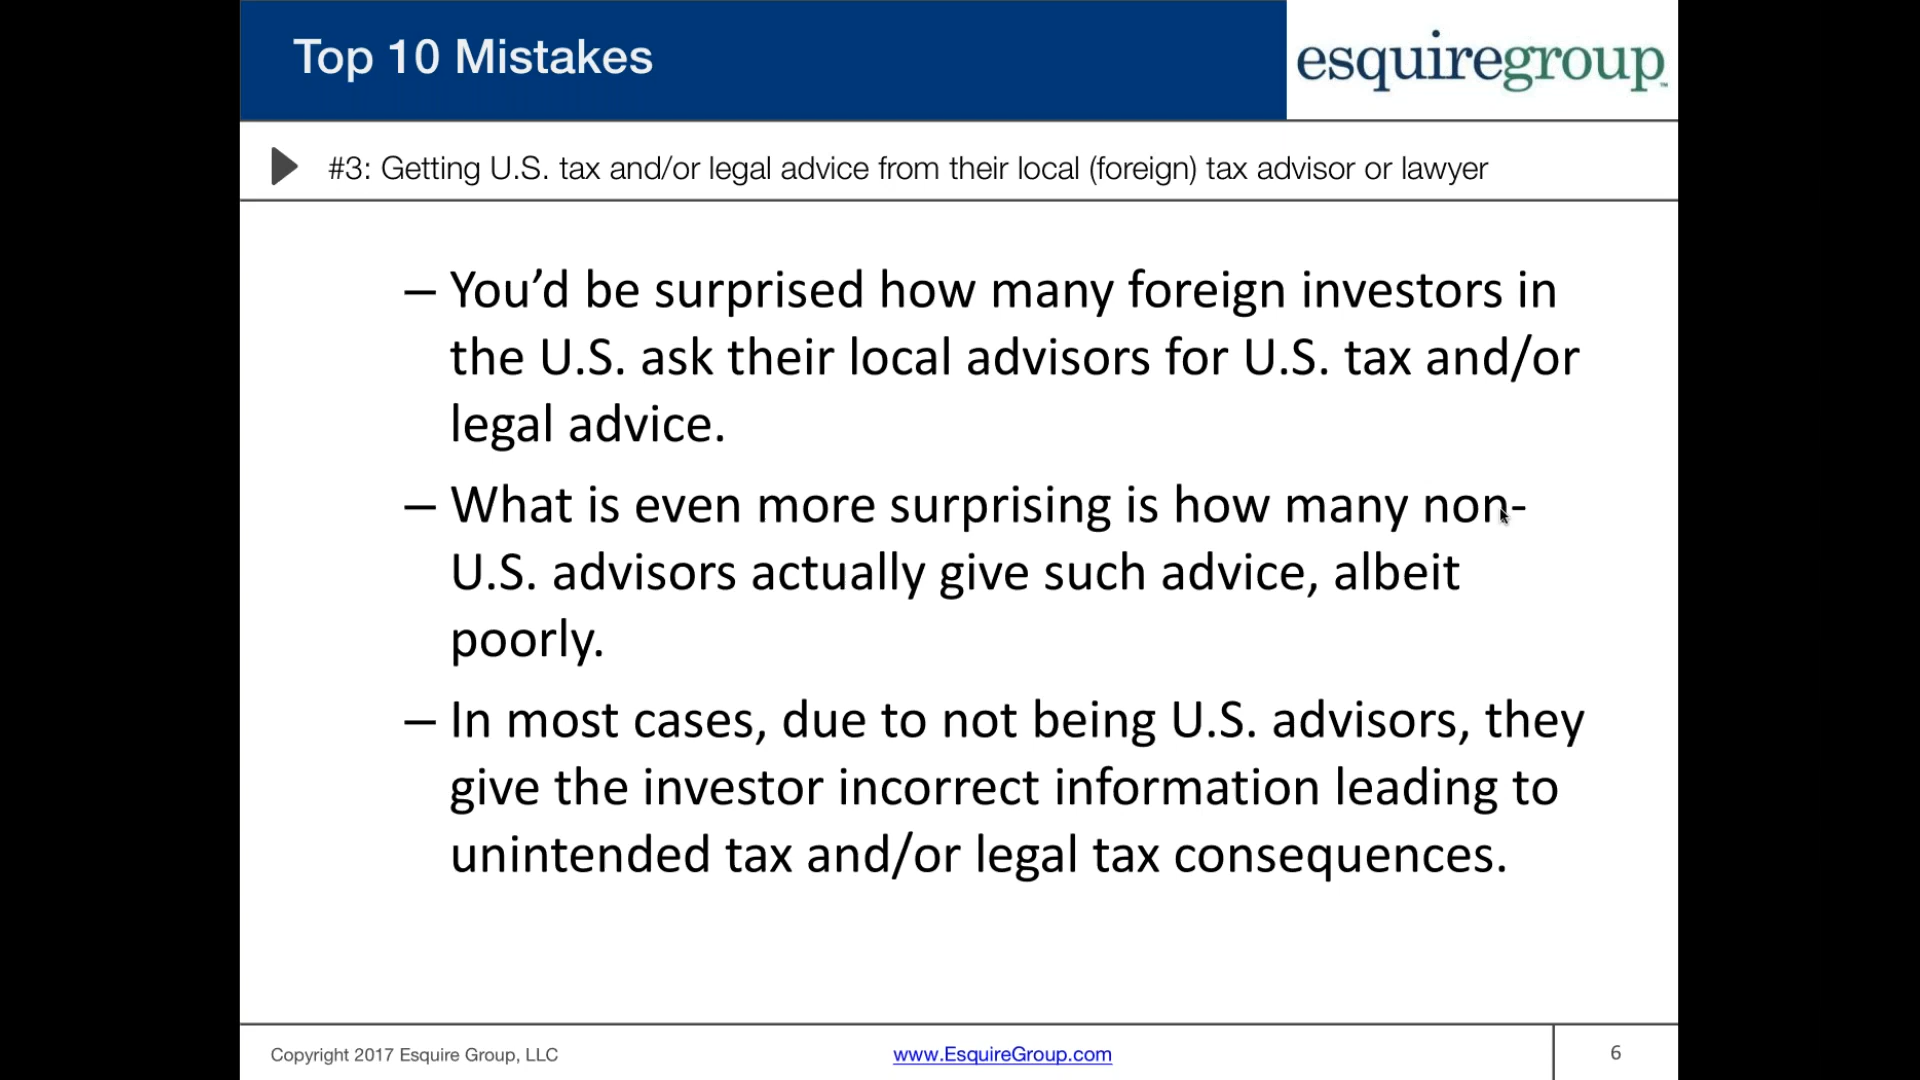 Top 10 Mistakes
esquiregroup™
#3: Getting U.S. tax and/or legal advice from their local (foreign) tax advisor or lawyer
– You’d be surprised how many foreign investors in
the U.S. ask their local advisors for U.S. tax and/or
legal advice.
– What is even more surprising is how many non-
U.S. advisors actually give such advice, albeit
poorly.
– In most cases, due to not being U.S. advisors, they
give the investor incorrect information leading to
unintended tax and/or legal tax consequences.
Copyright 2017 Esquire Group, LLC
www.EsquireGroup.com
6